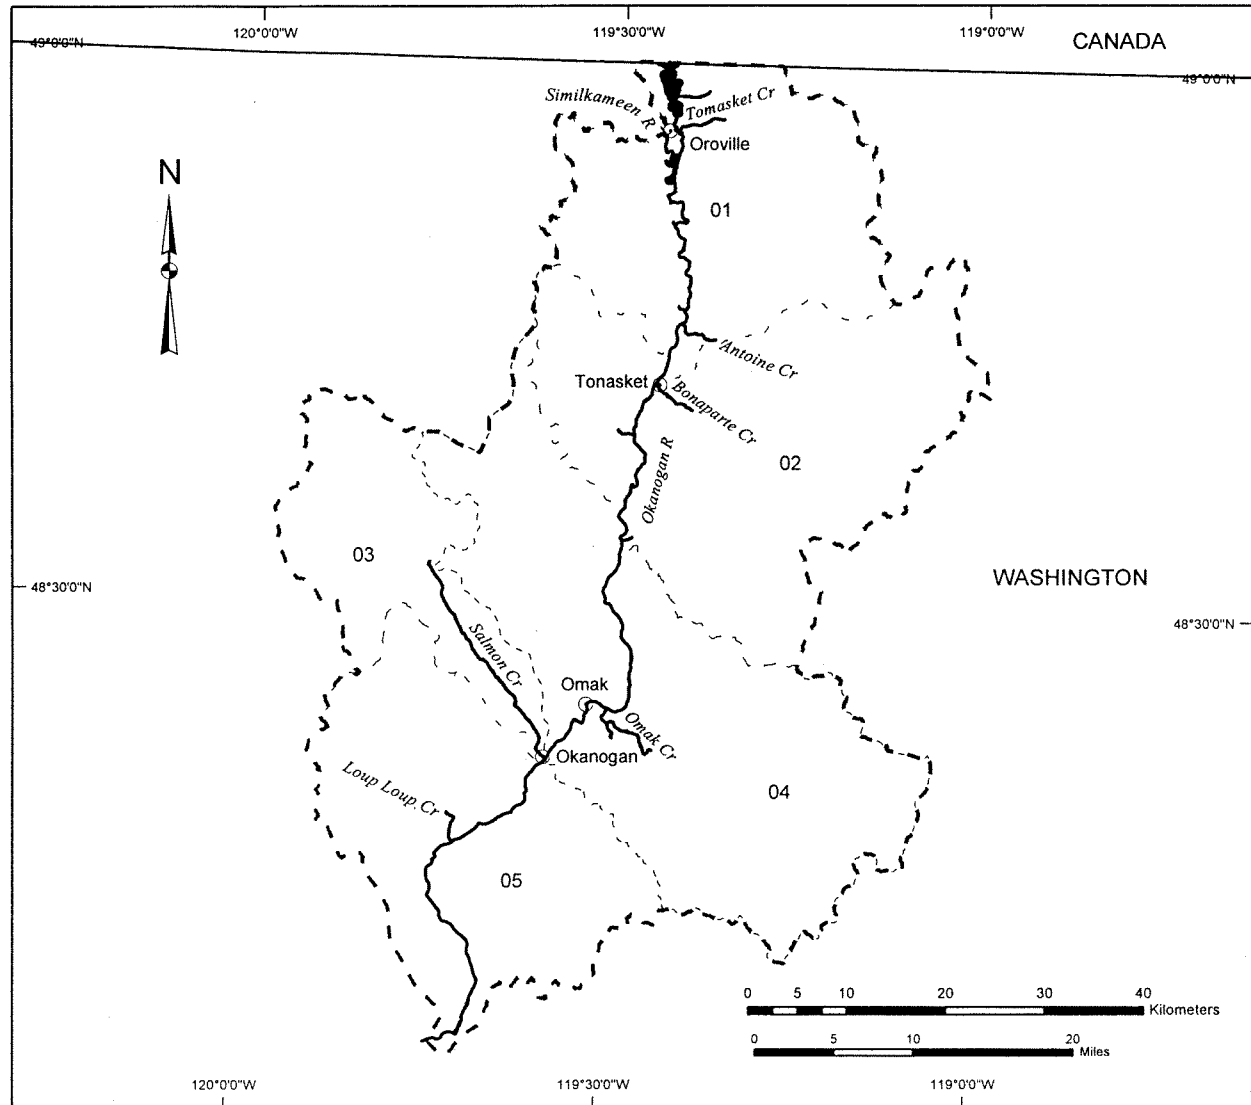 120°0'0"W
119°30'0"W
119°0'0"W
49°0'0"N
CANADA
49°0'0"N
Similkameen R
Tomasket Cr
Oroville
N
01
'Antoine Cr
Tonasket
'Bonaparte Cr
02
Okanogan R
03
WASHINGTON
48°30'0"N
48°30'0"N
Salmon Cr
Omak
Omak Cr
Okanogan
Loup Loup Cr
04
05
0 5 10 20 30 40
Kilometers
0 5 10 20
Miles
120°0'0"W
119°30'0"W
119°0'0"W